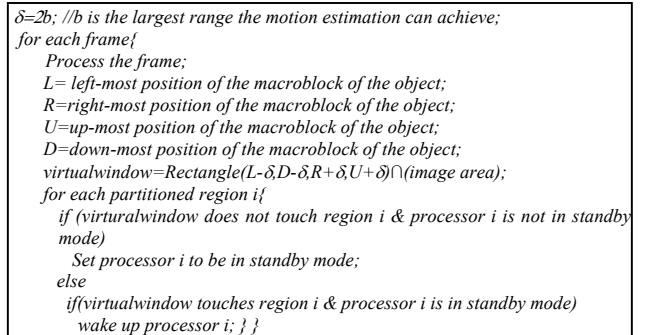 δ=2b; //b is the largest range the motion estimation can achieve;
for each frame{
Process the frame;
L= left-most position of the macroblock of the object;
R=right-most position of the macroblock of the object;
U=up-most position of the macroblock of the object;
D=down-most position of the macroblock of the object;
virtualwindow=Rectangle(L-δ,D-δ,R+δ,U+δ)∩(image area);
for each partitioned region i{
if (virturalwindow does not touch region i & processor i is not in standby
mode)
Set processor i to be in standby mode;
else
if(virtualwindow touches region i & processor i is in standby mode)
wake up processor i; } }